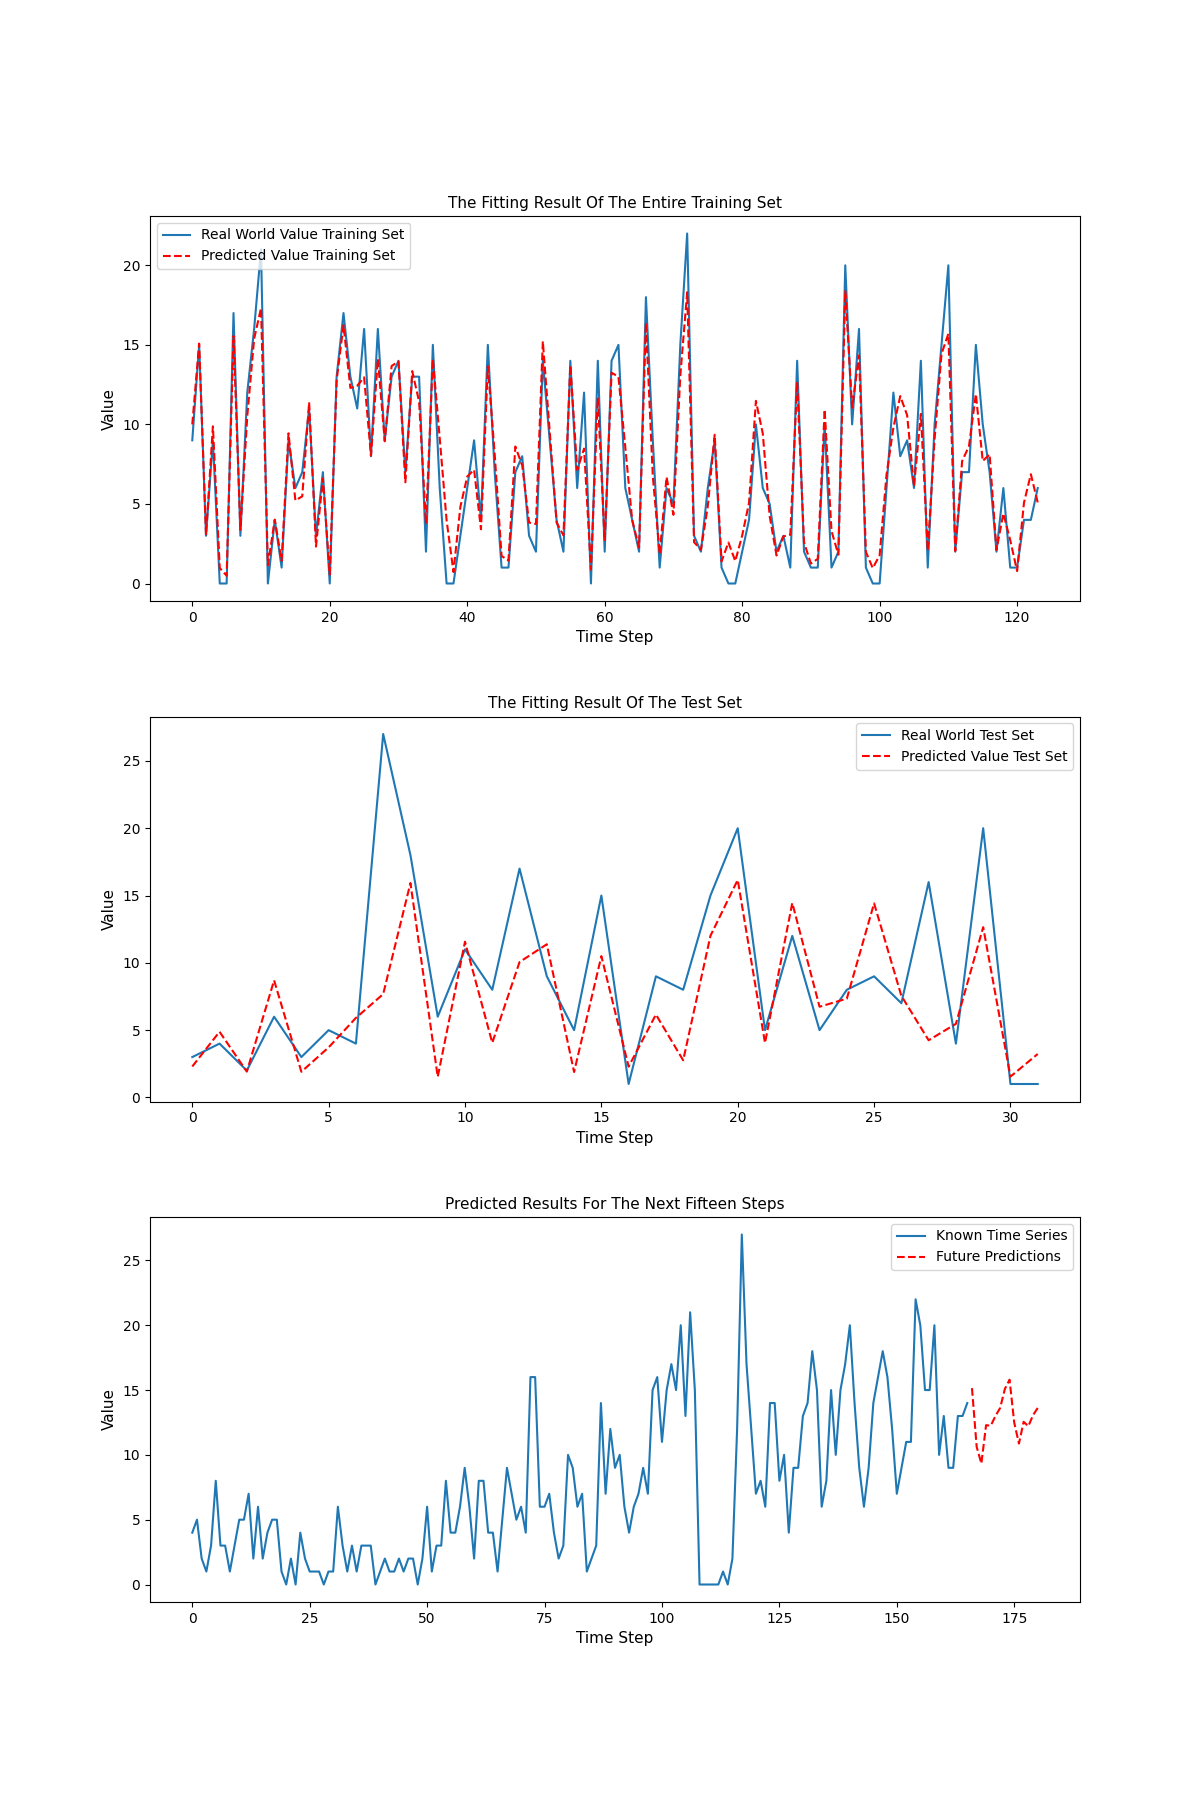 The Fitting Result Of The Entire Training Set
Real World Value Training Set
Predicted Value Training Set
Value
20
15
10
5
0
0 20 40 60 80 100 120
Time Step
The Fitting Result Of The Test Set
Real World Test Set
Predicted Value Test Set
Value
25
20
15
10
5
0
0 5 10 15 20 25 30
Time Step
Predicted Results For The Next Fifteen Steps
Known Time Series
Future Predictions
Value
25
20
15
10
5
0
0 25 50 75 100 125 150 175
Time Step